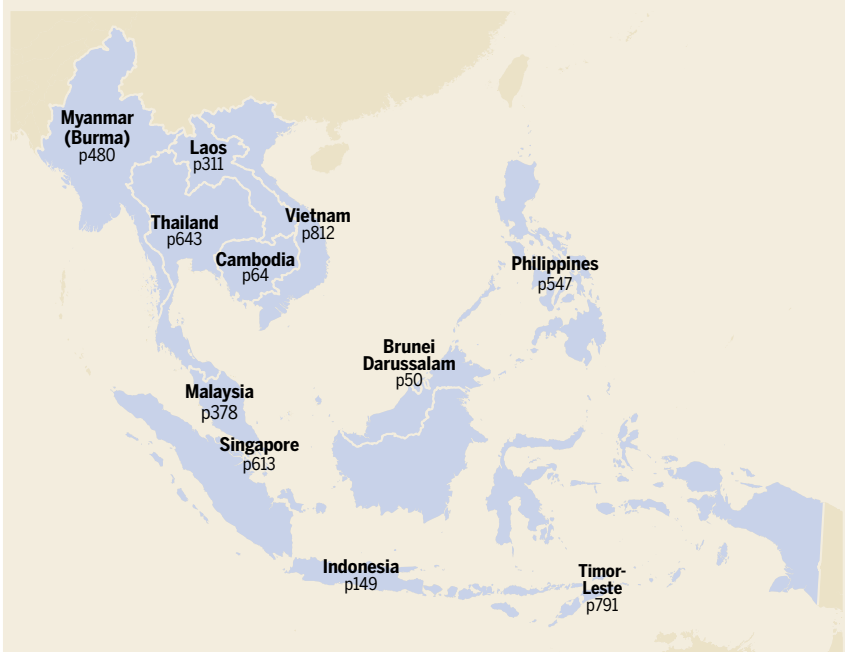 Myanmar
(Burma)
p480
Laos
p311
Thailand
p643
Vietnam
p812
Cambodia
p64
Philippines
p547
Brunei
Darussalam
p50
Malaysia
p378
Singapore
p613
Indonesia
p149
Timor-
Leste
p791